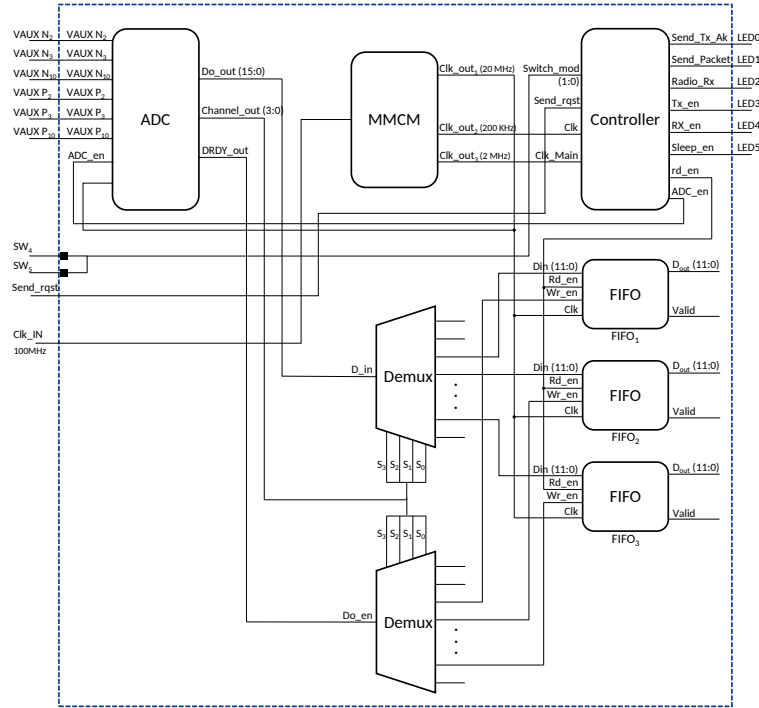 VAUX N2 VAUX N2
VAUX N3 VAUX N3
VAUX N10 VAUX N10
VAUX P2 VAUX P2
VAUX P3 VAUX P3
VAUX P10 VAUX P10
ADC_en
ADC
Do_out (15:0)
Channel_out (3:0)
DRDY_out
MMCM
Clk_out1 (20 MHz)
Clk_out2 (200 KHz)
Clk_out3 (2 MHz)
Switch_mod
(1:0)
Send_rqst
Clk
Clk_Main
Controller
Send_Tx_Ak LED0
Send_Packet LED1
Radio_Rx LED2
Tx_en LED3
RX_en LED4
Sleep_en LED5
rd_en
ADC_en
SW4
SW5
Send_rqst
Clk_IN
100MHz
Din (11:0)
Rd_en
Wr_en
Clk
FIFO
Dout (11:0)
Valid
FIFO1
D_in
Demux
S3 S2 S1 S0
Din (11:0)
Rd_en
Wr_en
Clk
FIFO
Dout (11:0)
Valid
FIFO2
Din (11:0)
Rd_en
Wr_en
Clk
FIFO
Dout (11:0)
Valid
FIFO3
S3 S2 S1 S0
Do_en
Demux